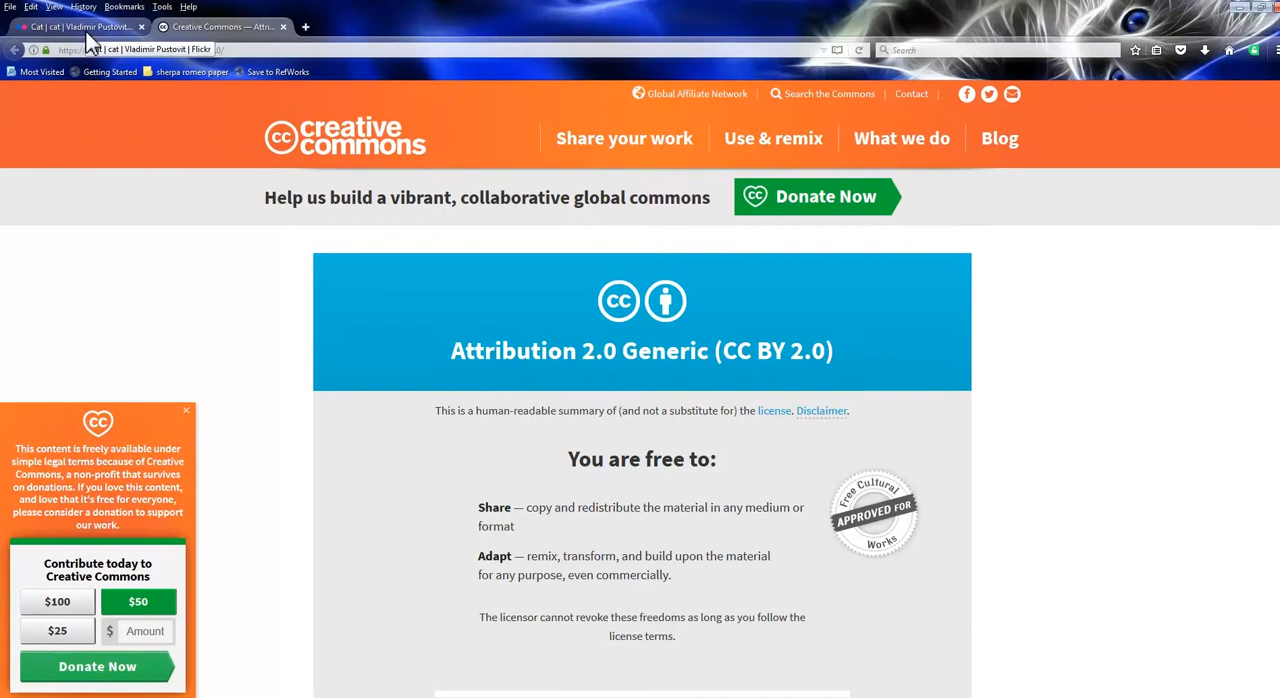 File Edit View History Bookmarks Tools Help
Cat | cat | Vladimir Pustovit... × Creative Commons — Attri... × +
https:// | cat | Vladimir Pustovit | Flickr .0/ Search
Most Visited Getting Started sherpa romeo paper Save to RefWorks
Global Affiliate Network | Search the Commons | Contact |
cc creative commons
Share your work Use & remix What we do Blog
Help us build a vibrant, collaborative global commons
cc Donate Now
cc
Attribution 2.0 Generic (CC BY 2.0)
This is a human-readable summary of (and not a substitute for) the license. Disclaimer.
You are free to:
Share — copy and redistribute the material in any medium or
format
Adapt — remix, transform, and build upon the material
for any purpose, even commercially.
The licensor cannot revoke these freedoms as long as you follow the
license terms.
Free Cultural
APPROVED FOR
Works
×
cc
This content is freely available under
simple legal terms because of Creative
Commons, a non-profit that survives
on donations. If you love this content,
and love that it's free for everyone,
please consider a donation to support
our work.
Contribute today to
Creative Commons
$100 $50
$25 $ Amount
Donate Now